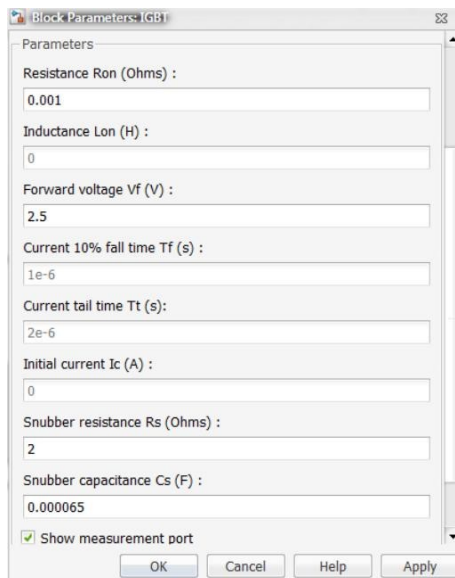 Block Parameters: IGBT
Parameters
Resistance Ron (Ohms) :
0.001
Inductance Lon (H) :
0
Forward voltage Vf (V) :
2.5
Current 10% fall time Tf (s) :
1e-6
Current tail time Tt (s):
2e-6
Initial current Ic (A) :
0
Snubber resistance Rs (Ohms) :
2
Snubber capacitance Cs (F) :
0.000065
Show measurement port
OK Cancel Help Apply